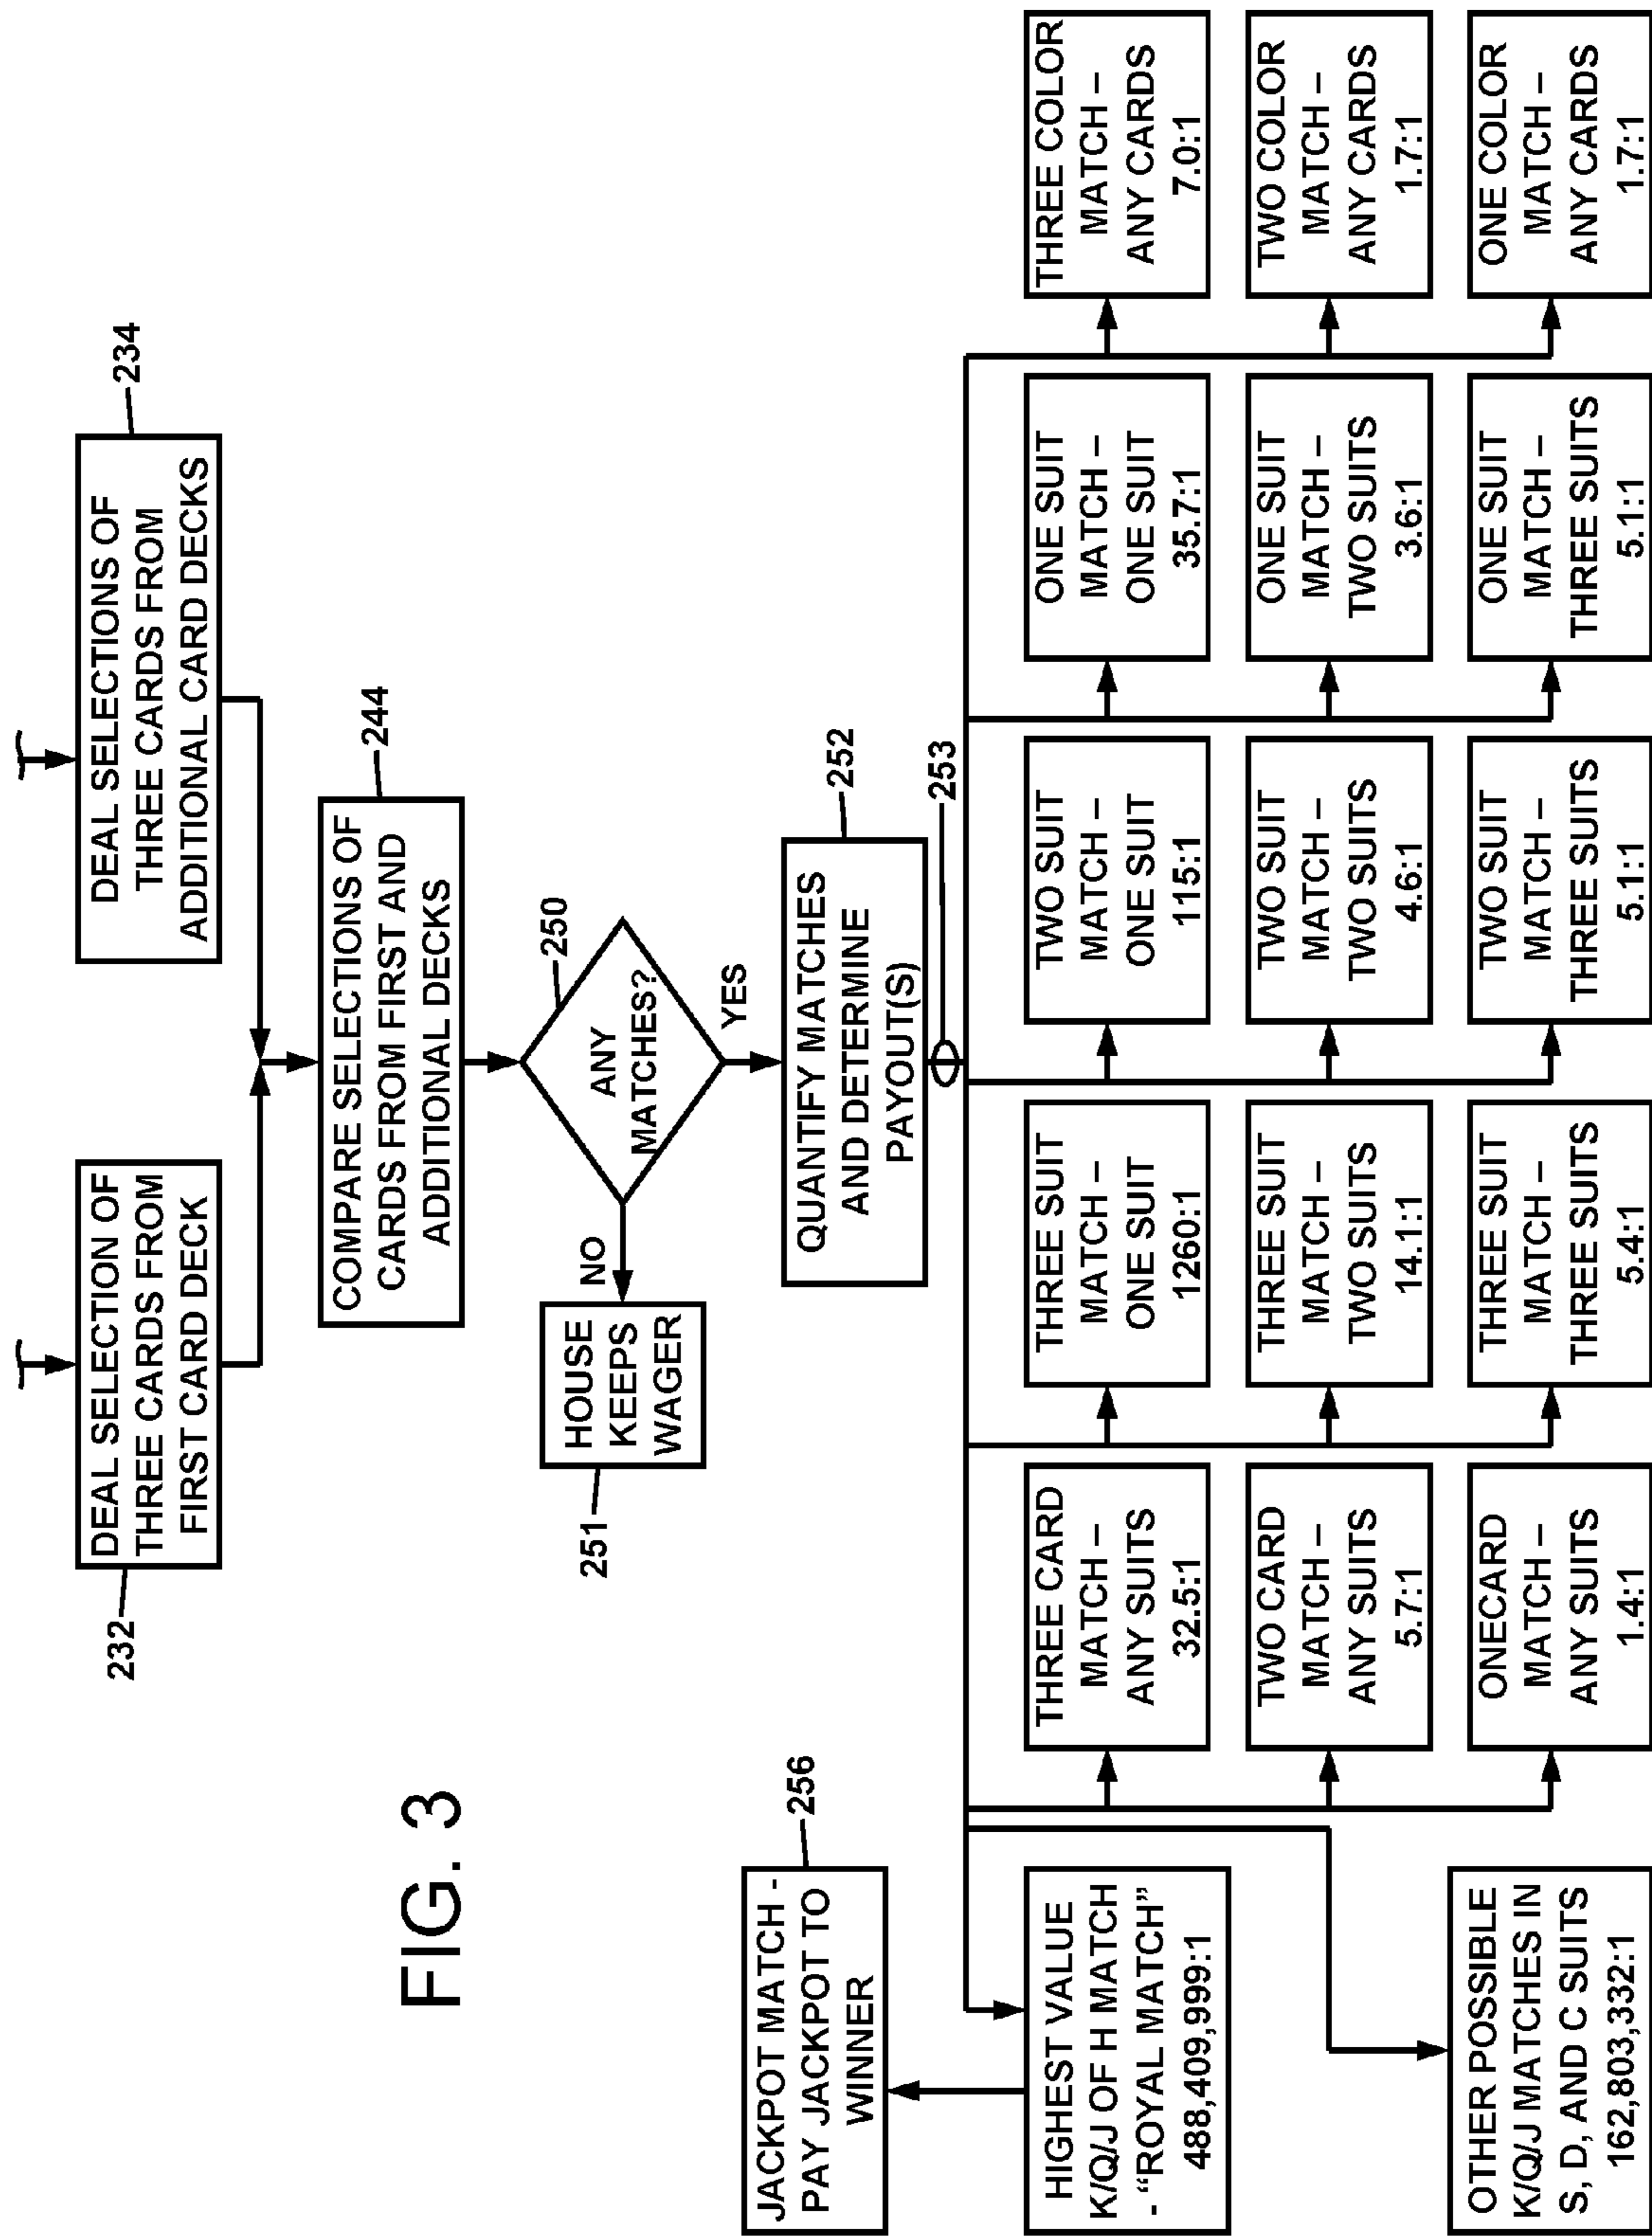 FIG. 3
DEAL SELECTION OF
THREE CARDS FROM
FIRST CARD DECK
232
DEAL SELECTIONS OF
THREE CARDS FROM
ADDITIONAL CARD DECKS
234
COMPARE SELECTIONS OF
CARDS FROM FIRST AND
ADDITIONAL DECKS
244
ANY
MATCHES?
250
NO
YES
HOUSE
KEEPS
WAGER
251
QUANTIFY MATCHES
AND DETERMINE
PAYOUT(S)
252
253
JACKPOT MATCH -
PAY JACKPOT TO
WINNER
256
HIGHEST VALUE
K/Q/J OF H MATCH
- “ROYAL MATCH”
488,409,999:1
OTHER POSSIBLE
K/Q/J MATCHES IN
S, D, AND C SUITS
162,803,332:1
THREE CARD
MATCH –
ANY SUITS
32.5:1
TWO CARD
MATCH –
ANY SUITS
5.7:1
ONECARD
MATCH –
ANY SUITS
1.4:1
THREE SUIT
MATCH –
ONE SUIT
1260:1
THREE SUIT
MATCH –
TWO SUITS
14.1:1
THREE SUIT
MATCH –
THREE SUITS
5.4:1
TWO SUIT
MATCH –
ONE SUIT
115:1
TWO SUIT
MATCH –
TWO SUITS
4.6:1
TWO SUIT
MATCH –
THREE SUITS
5.1:1
ONE SUIT
MATCH –
ONE SUIT
35.7:1
ONE SUIT
MATCH –
TWO SUITS
3.6:1
ONE SUIT
MATCH –
THREE SUITS
5.1:1
THREE COLOR
MATCH –
ANY CARDS
7.0:1
TWO COLOR
MATCH –
ANY CARDS
1.7:1
ONE COLOR
MATCH –
ANY CARDS
1.7:1